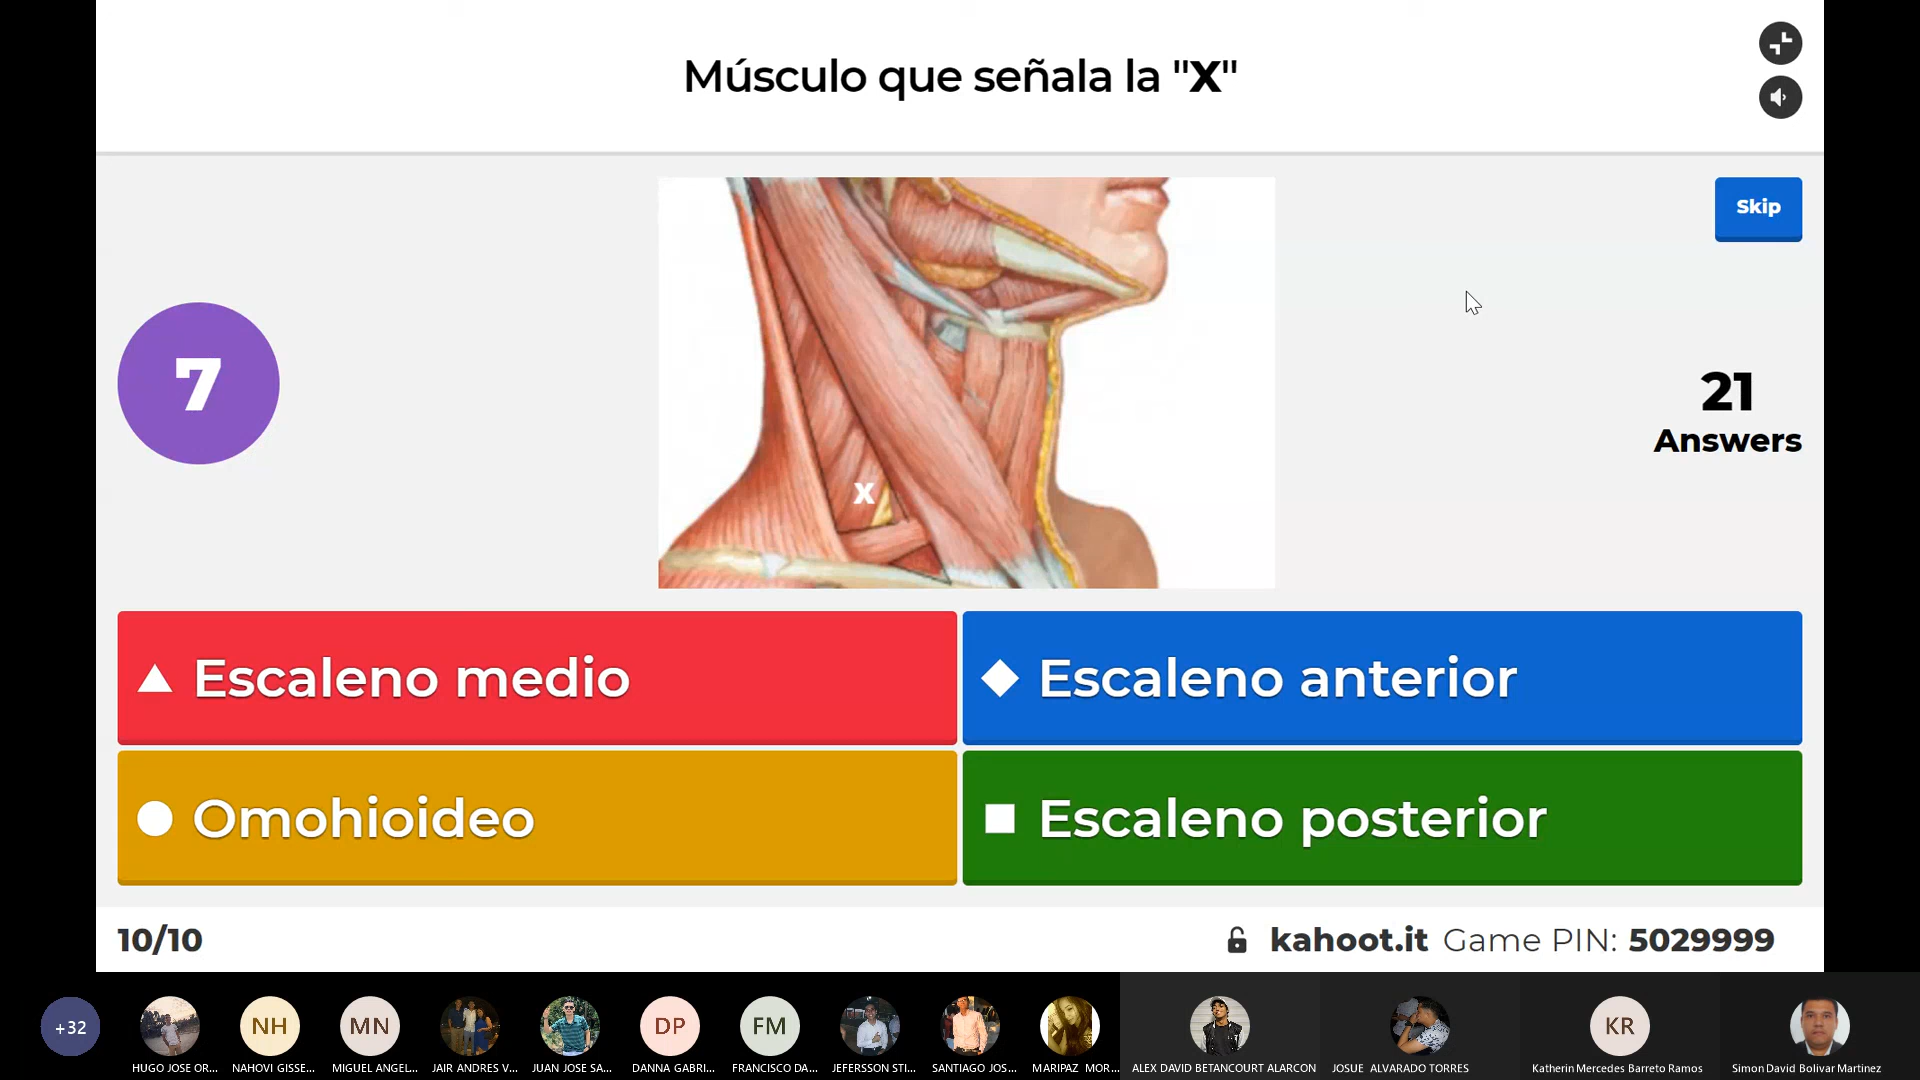 Músculo que señala la "X"
Skip
7
21
Answers
X
Escaleno medio
Escaleno anterior
Omohioideo
Escaleno posterior
10/10
kahoot.it Game PIN: 5029999
+32
NH
MN
DP
FM
KR
HUGO JOSE OR...
NAHOVI GISSE...
MIGUEL ANGEL...
JAIR ANDRES V...
JUAN JOSE SA...
DANNA GABRI...
FRANCISCO DA...
JEFERSSON STI...
SANTIAGO JOS...
MARIPAZ MOR...
ALEX DAVID BETANCOURT ALARCON
JOSUE ALVARADO TORRES
Katherin Mercedes Barreto Ramos
Simon David Bolivar Martinez